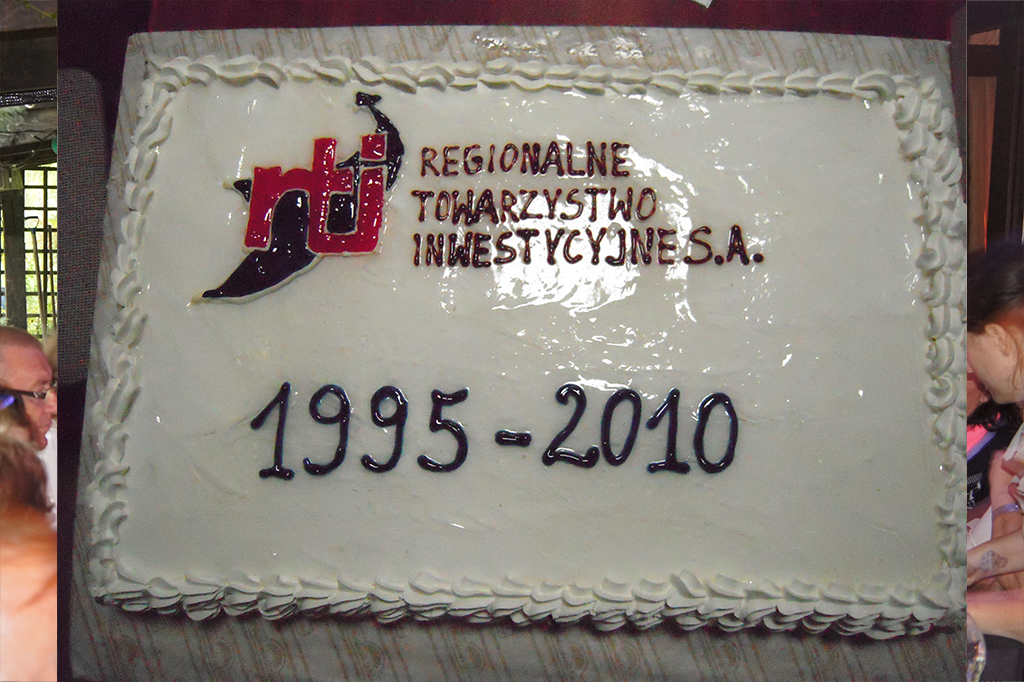 rti
REGIONALNE
TOWARZYSTWO
INWESTYCYJNE S.A.
1995-2010